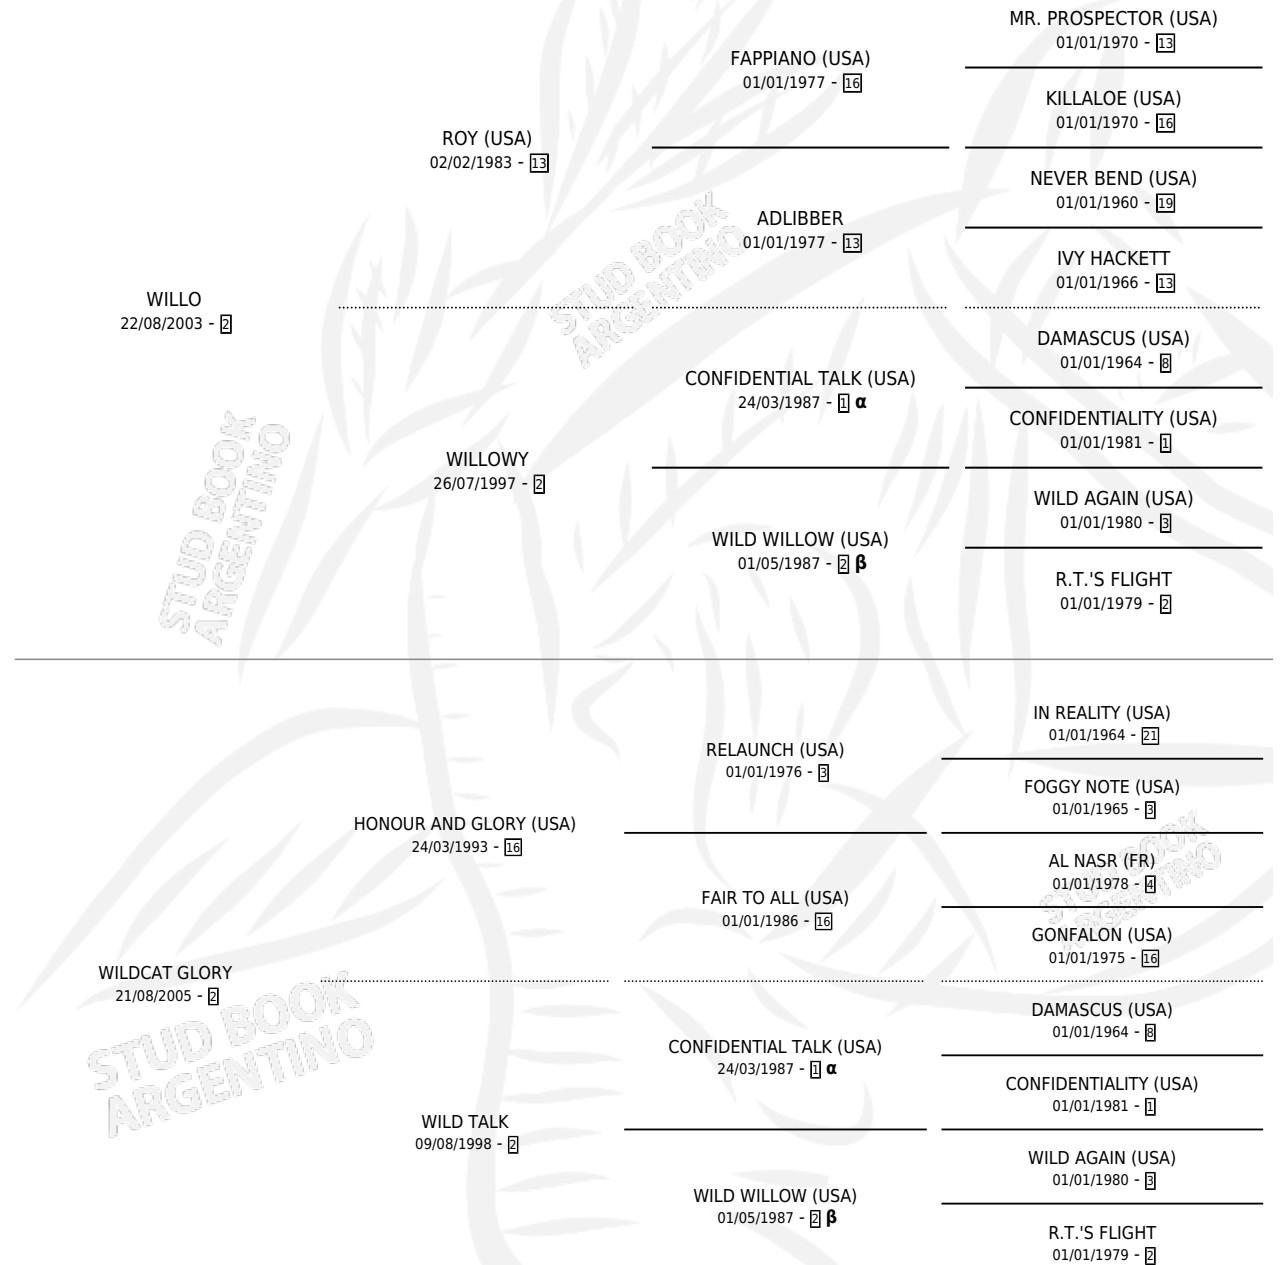 MR. PROSPECTOR (USA)
01/01/1970 - 13
FAPPIANO (USA)
01/01/1977 - 16
KILLALOE (USA)
01/01/1970 - 16
ROY (USA)
02/02/1983 - 13
NEVER BEND (USA)
01/01/1960 - 19
ADLIBBER
01/01/1977 - 13
IVY HACKETT
01/01/1966 - 13
WILLO
22/08/2003 - 2
DAMASCUS (USA)
01/01/1964 - 8
CONFIDENTIAL TALK (USA)
24/03/1987 - 1 α
CONFIDENTIALITY (USA)
01/01/1981 - 1
WILLOWY
26/07/1997 - 2
WILD AGAIN (USA)
01/01/1980 - 3
WILD WILLOW (USA)
01/05/1987 - 2 β
R.T.'S FLIGHT
01/01/1979 - 2
STUD BOOK
ARGENTINO
STUD BOOK
ARGENTINO
IN REALITY (USA)
01/01/1964 - 21
RELAUNCH (USA)
01/01/1976 - 3
FOGGY NOTE (USA)
01/01/1965 - 3
HONOUR AND GLORY (USA)
24/03/1993 - 16
AL NASR (FR)
01/01/1978 - 4
FAIR TO ALL (USA)
01/01/1986 - 16
GONFALON (USA)
01/01/1975 - 16
WILDCAT GLORY
21/08/2005 - 2
DAMASCUS (USA)
01/01/1964 - 8
CONFIDENTIAL TALK (USA)
24/03/1987 - 1 α
CONFIDENTIALITY (USA)
01/01/1981 - 1
WILD TALK
09/08/1998 - 2
WILD AGAIN (USA)
01/01/1980 - 3
WILD WILLOW (USA)
01/05/1987 - 2 β
R.T.'S FLIGHT
01/01/1979 - 2
STUD BOOK
ARGENTINO
STUD BOOK
ARGENTINO